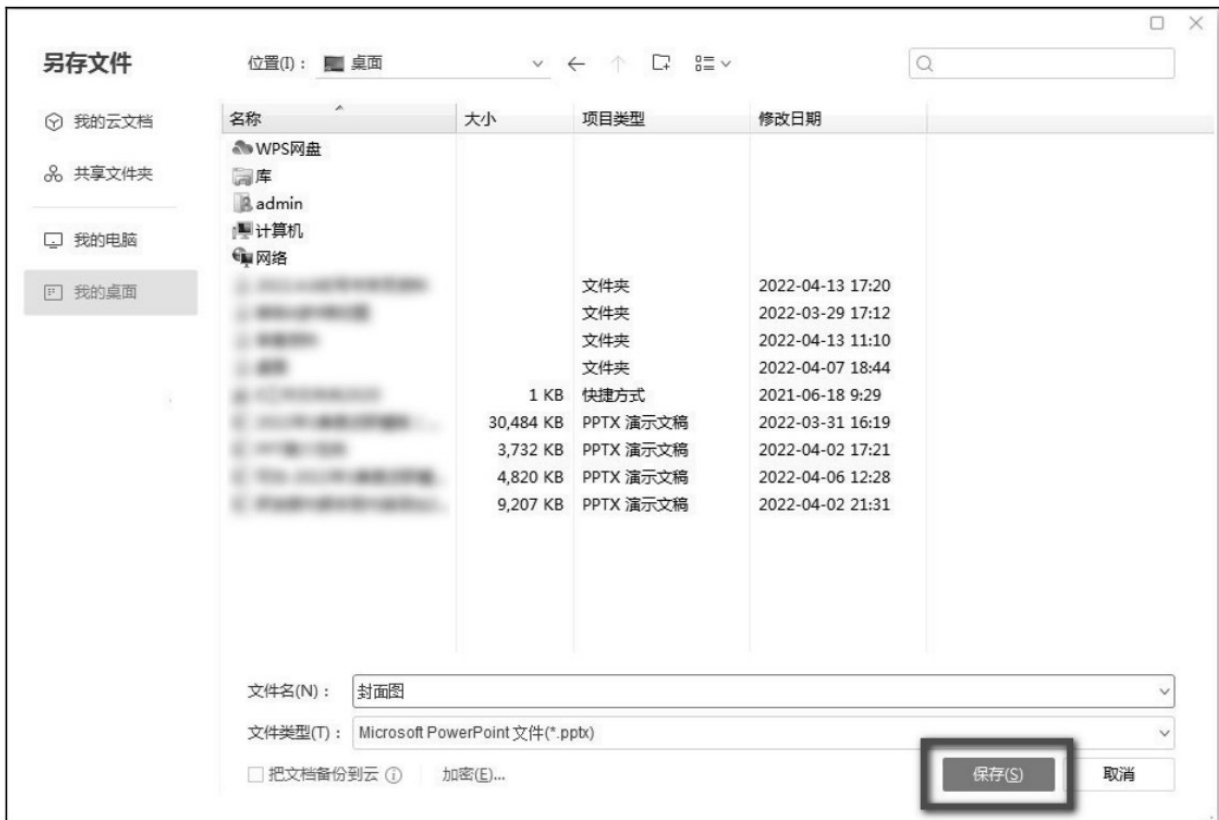 另存文件
位置(I)： 桌面
我的云文档
共享文件夹
我的电脑
我的桌面
名称 大小 项目类型 修改日期
WPS网盘
库
admin
计算机
网络
文件夹 2022-04-13 17:20
文件夹 2022-03-29 17:12
文件夹 2022-04-13 11:10
文件夹 2022-04-07 18:44
1 KB 快捷方式 2021-06-18 9:29
30,484 KB PPTX 演示文稿 2022-03-31 16:19
3,732 KB PPTX 演示文稿 2022-04-02 17:21
4,820 KB PPTX 演示文稿 2022-04-06 12:28
9,207 KB PPTX 演示文稿 2022-04-02 21:31
文件名(N)： 封面图
文件类型(T)： Microsoft PowerPoint 文件(*.pptx)
把文档备份到云 加密(E)... 保存(S) 取消